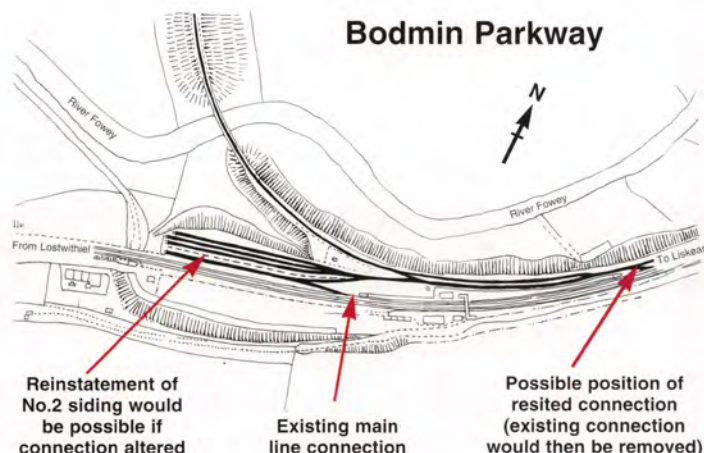 Bodmin Parkway
N
River Fowey
River Fowey
lle
From Lostwithiel
To Liskeard
Reinstatement of
No.2 siding would
be possible if
connection altered
Existing main
line connection
Possible position of
resited connection
(existing connection
would then be removed)